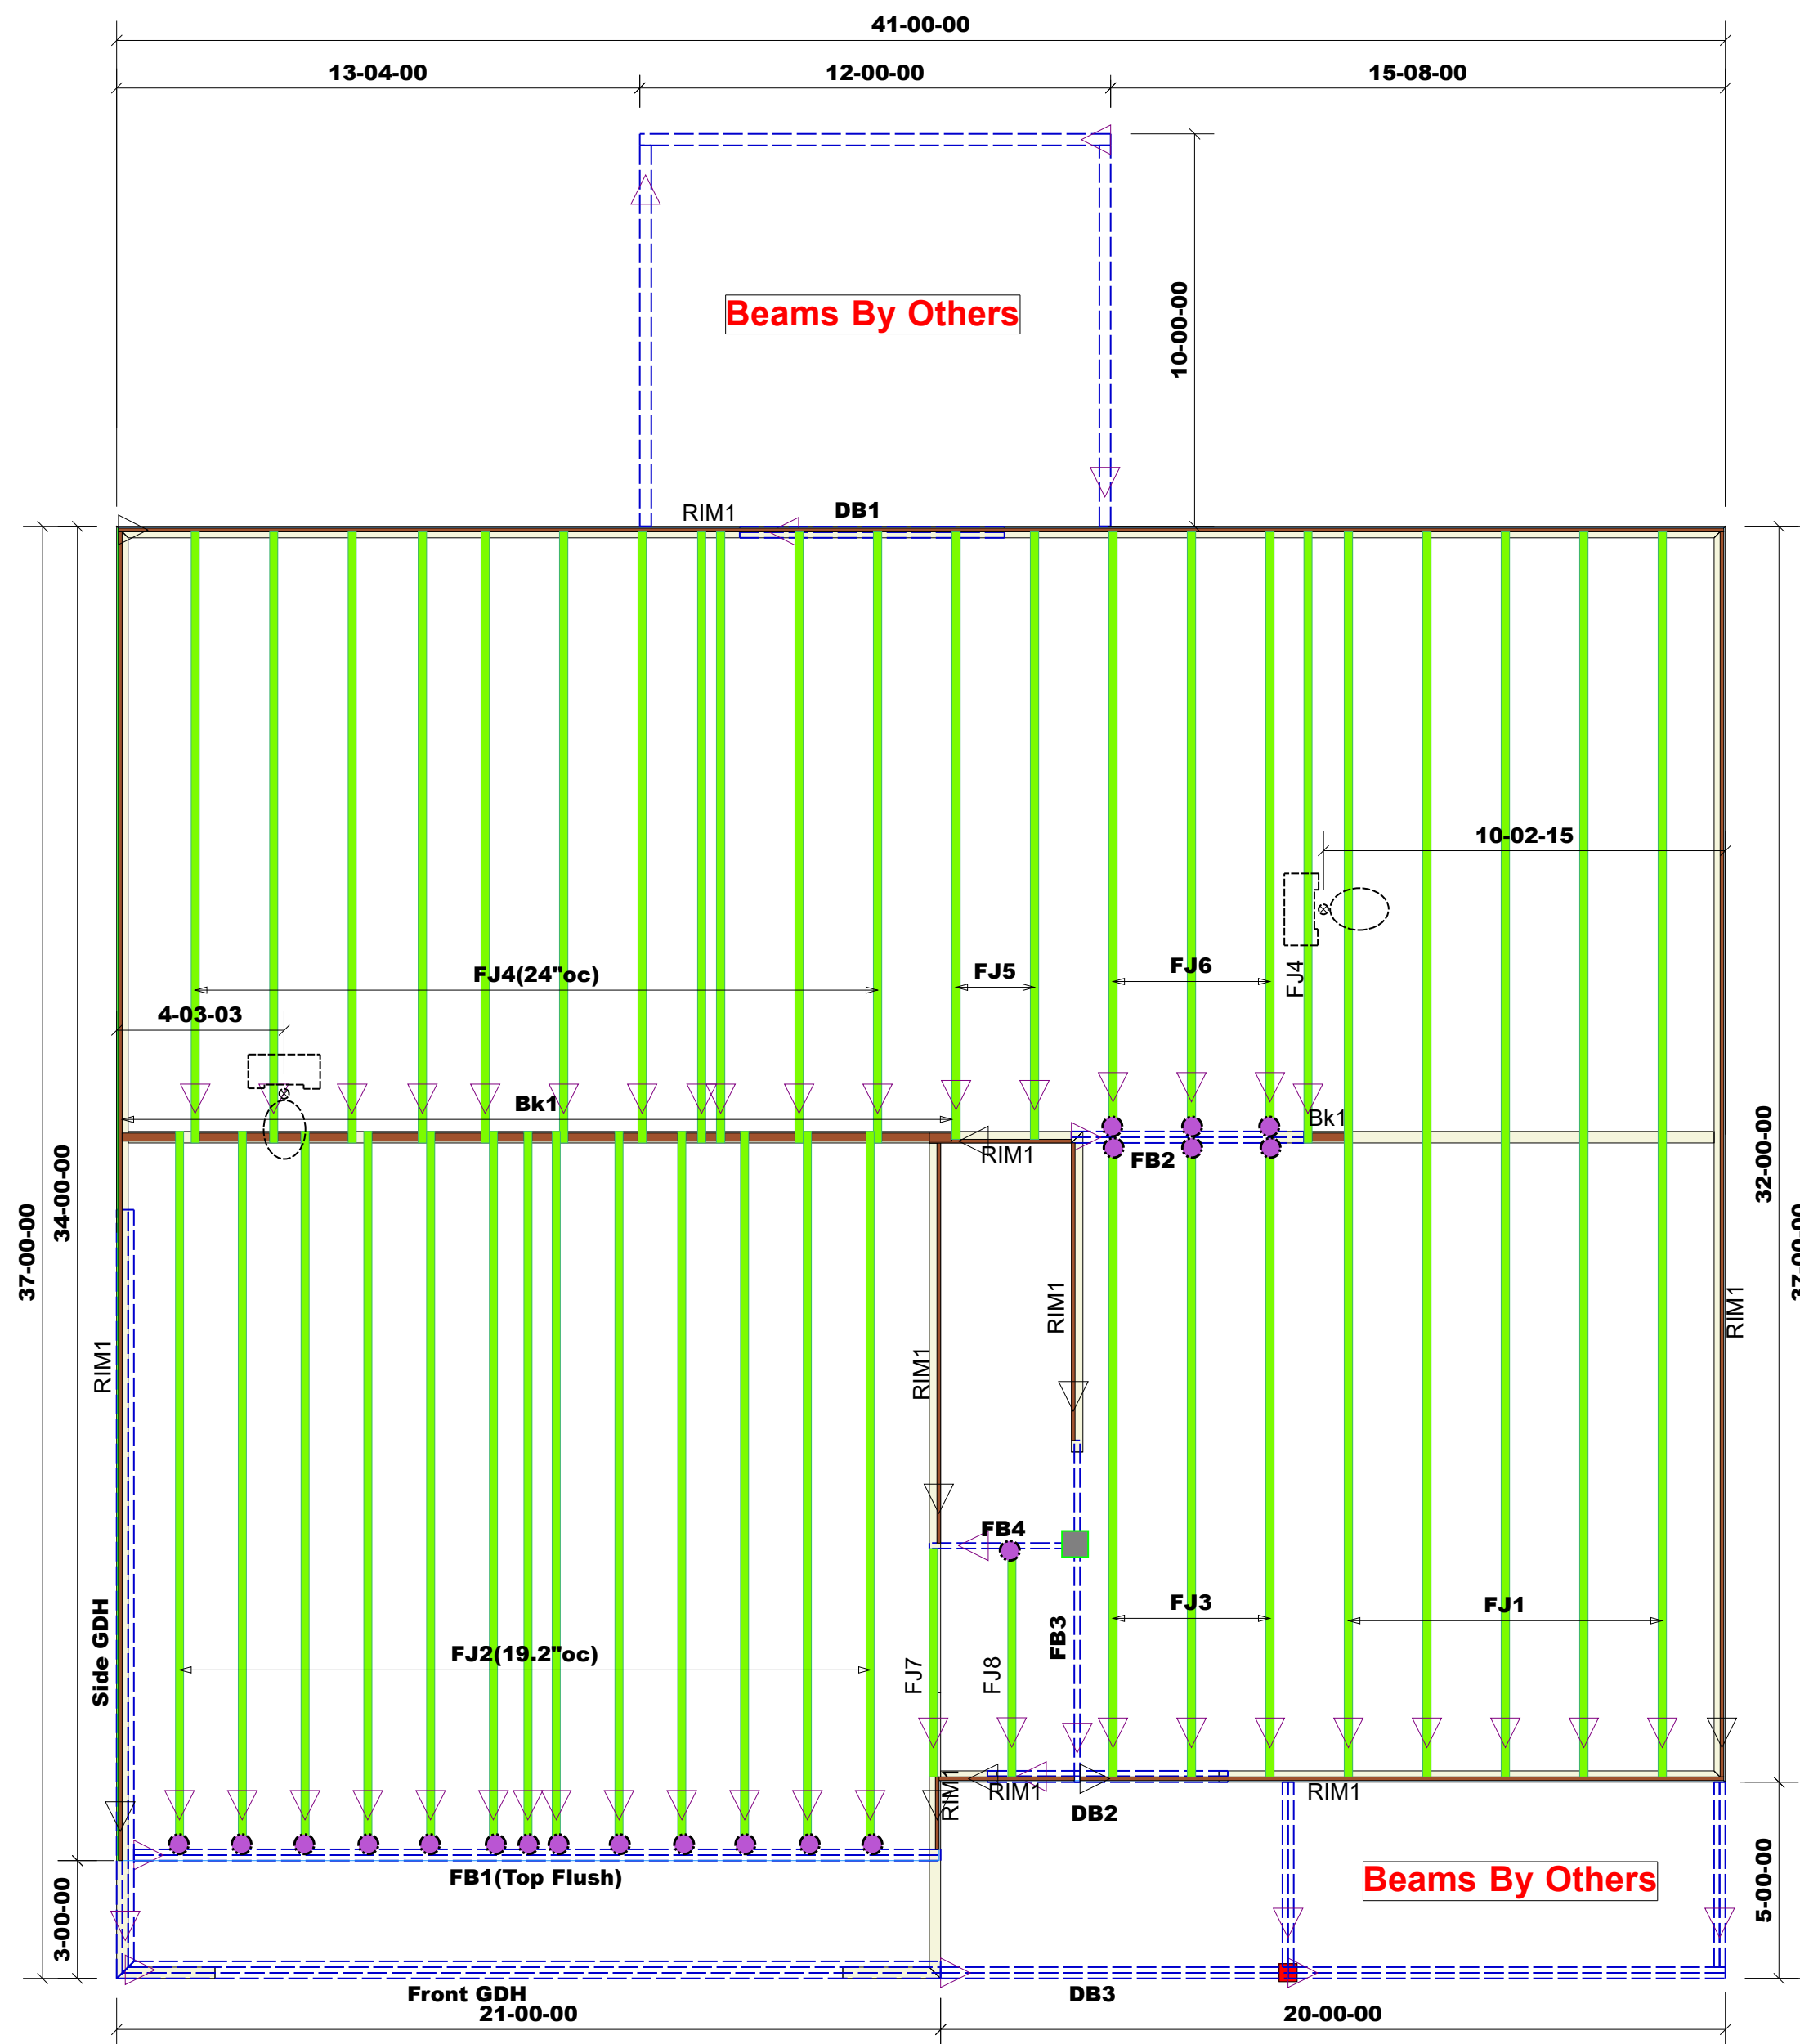 41-00-00
13-04-00
12-00-00
15-08-00
Beams By Others
10-00-00
RIM1
DB1
10-02-15
FJ4(24"oc)
FJ5
FJ6
FJ4
4-03-03
Bk1
Bk1
RIM1
FB2
37-00-00
34-00-00
32-00-00
37-00-00
RIM1
RIM1
RIM1
RIM1
FB4
Side GDH
FJ2(19.2"oc)
FJ7
FJ8
FB3
FJ3
FJ1
RIM1
RIM1
RIM1
DB2
FB1(Top Flush)
Beams By Others
3-00-00
5-00-00
Front GDH
DB3
21-00-00
20-00-00